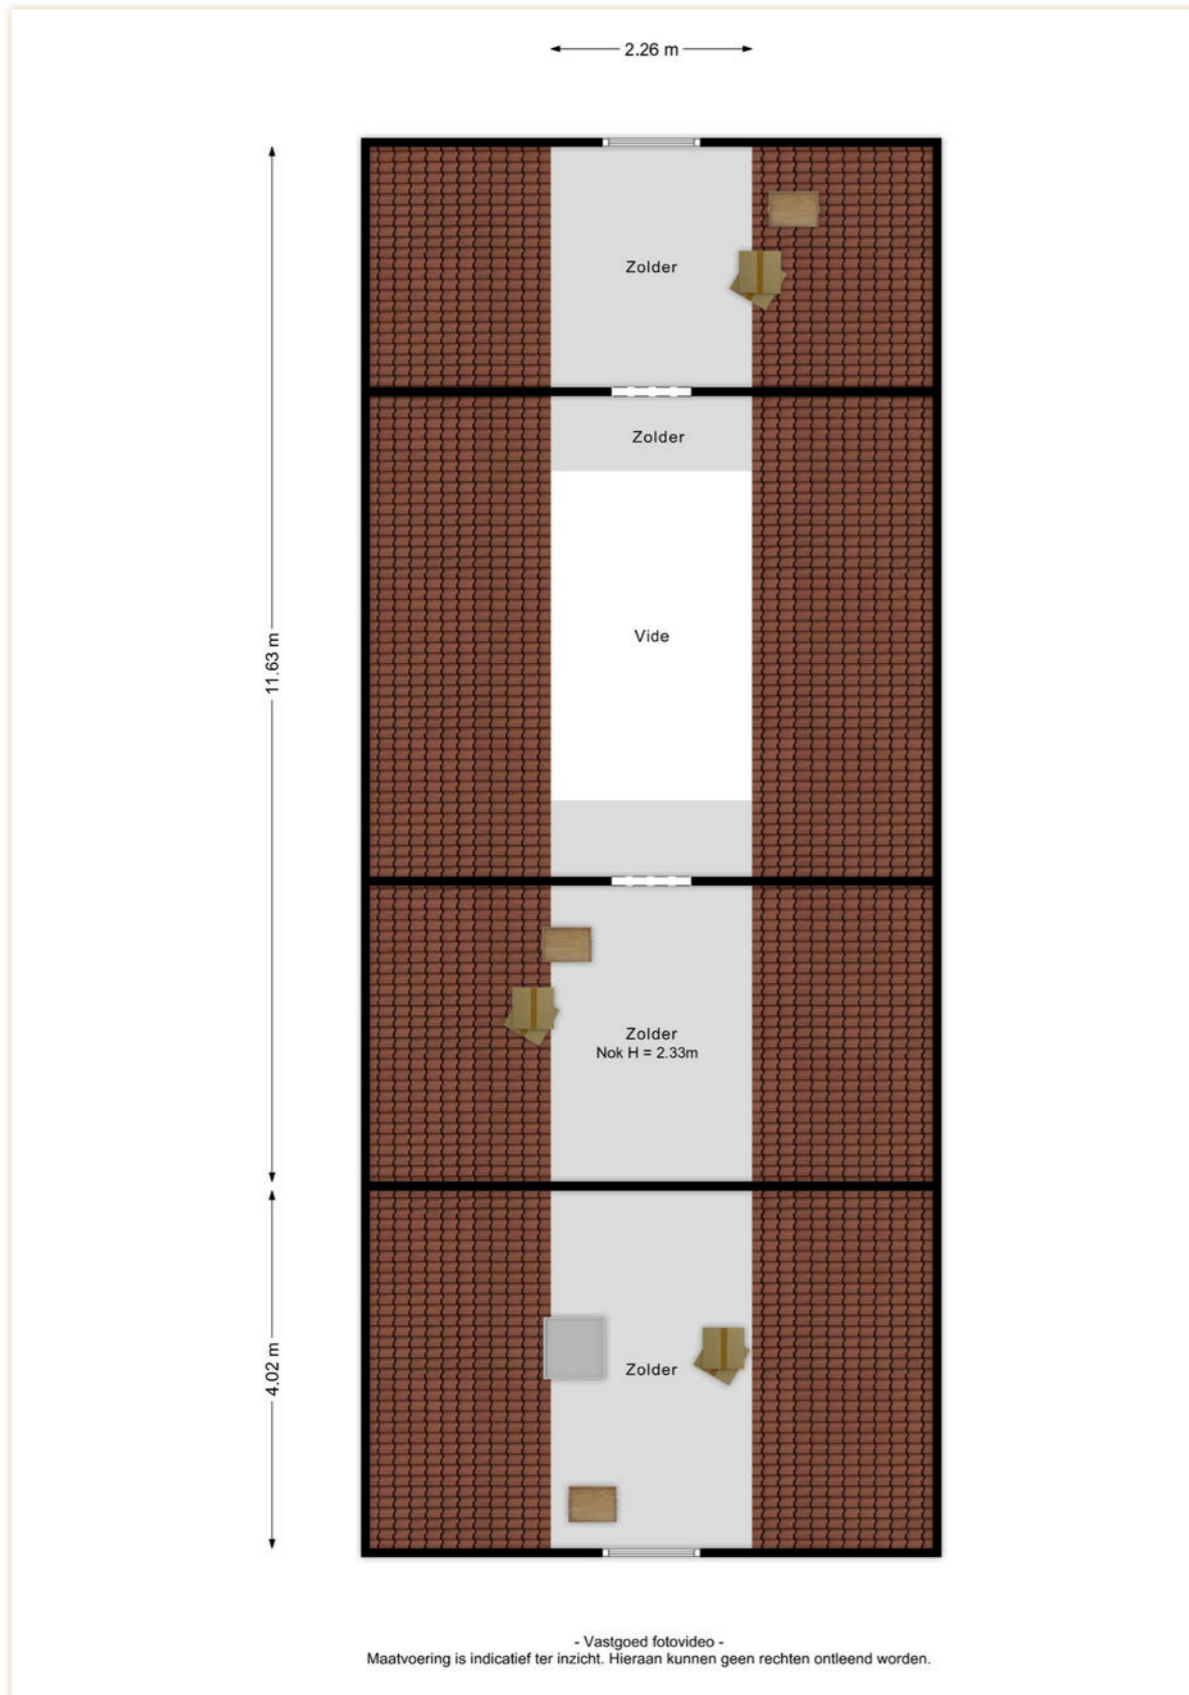 2.26 m
Zolder
Zolder
Vide
11.63 m
Zolder
Nok H = 2.33m
4.02 m
Zolder
- Vastgoed fotovideo -
Maatvoering is indicatief ter inzicht. Hieraan kunnen geen rechten ontleend worden.